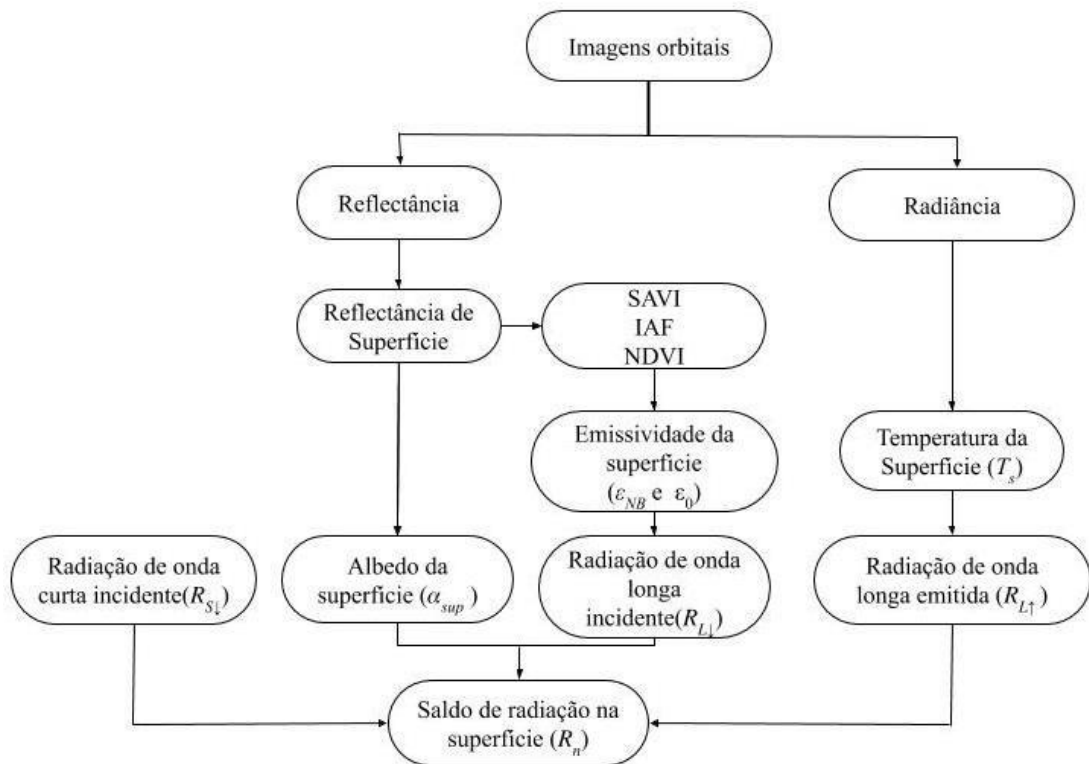 Imagens orbitais
Reflectância
Radiância
Reflectância de
Superfície
SAVI
IAF
NDVI
Emissividade da
superfície
(ε_NB e ε_0)
Temperatura da
Superfície (T_s)
Radiação de onda
curta incidente(R_S↓)
Albedo da
superfície (α_sup)
Radiação de onda
longa
incidente(R_L↓)
Radiação de onda
longa emitida (R_L↑)
Saldo de radiação na
superfície (R_n)